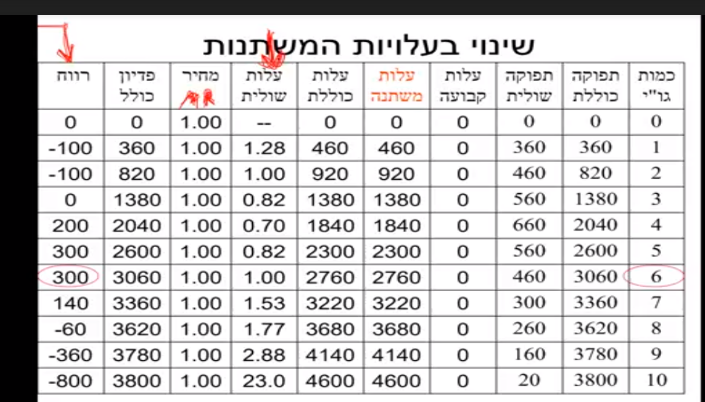 שינוי בעלויות המשתנות
כמות תפוקה תפוקה עלות עלות עלות עלות מחיר פדיון רווח
גו"י כוללת שולית קבועה משתנה כוללת שולית כולל
0 0 0 0 0 0 -- 1.00 0 0
1 360 360 0 460 460 1.28 1.00 360 -100
2 820 460 0 920 920 1.00 1.00 820 -100
3 1380 560 0 1380 1380 0.82 1.00 1380 0
4 2040 660 0 1840 1840 0.70 1.00 2040 200
5 2600 560 0 2300 2300 0.82 1.00 2600 300
6 3060 460 0 2760 2760 1.00 1.00 3060 300
7 3360 300 0 3220 3220 1.53 1.00 3360 140
8 3620 260 0 3680 3680 1.77 1.00 3620 -60
9 3780 160 0 4140 4140 2.88 1.00 3780 -360
10 3800 20 0 4600 4600 23.0 1.00 3800 -800